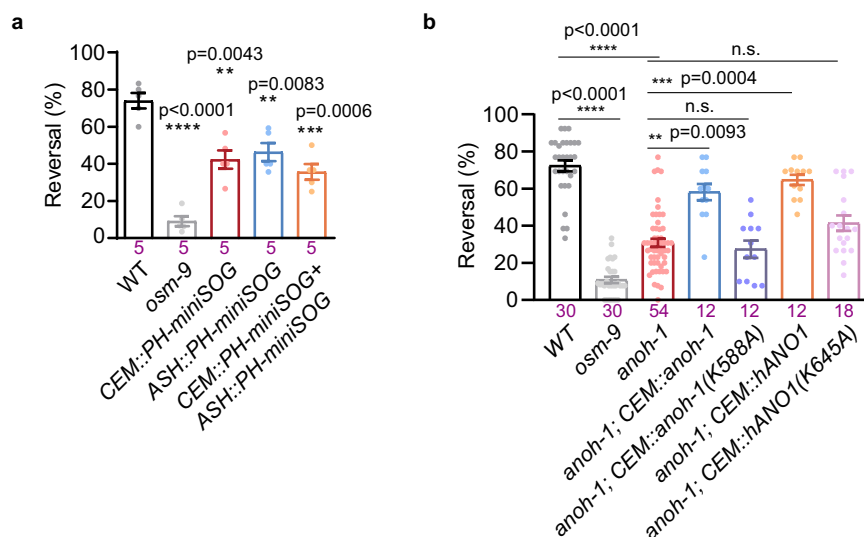 a
Reversal (%)
100
80
60
40
20
0
p<0.0001
****
p=0.0043
**
p=0.0083
**
p=0.0006
***
5
5
5
5
5
WT
osm-9
CEM::PH-miniSOG
ASH::PH-miniSOG
CEM::PH-miniSOG+
ASH::PH-miniSOG
b
Reversal (%)
100
80
60
40
20
0
p<0.0001
****
n.s.
*** p=0.0004
p<0.0001
****
n.s.
** p=0.0093
30
30
54
12
12
12
18
WT
osm-9
anoh-1
anoh-1; CEM::anoh-1
anoh-1; CEM::anoh-1(K588A)
anoh-1; CEM::hANO1
anoh-1; CEM::hANO1(K645A)